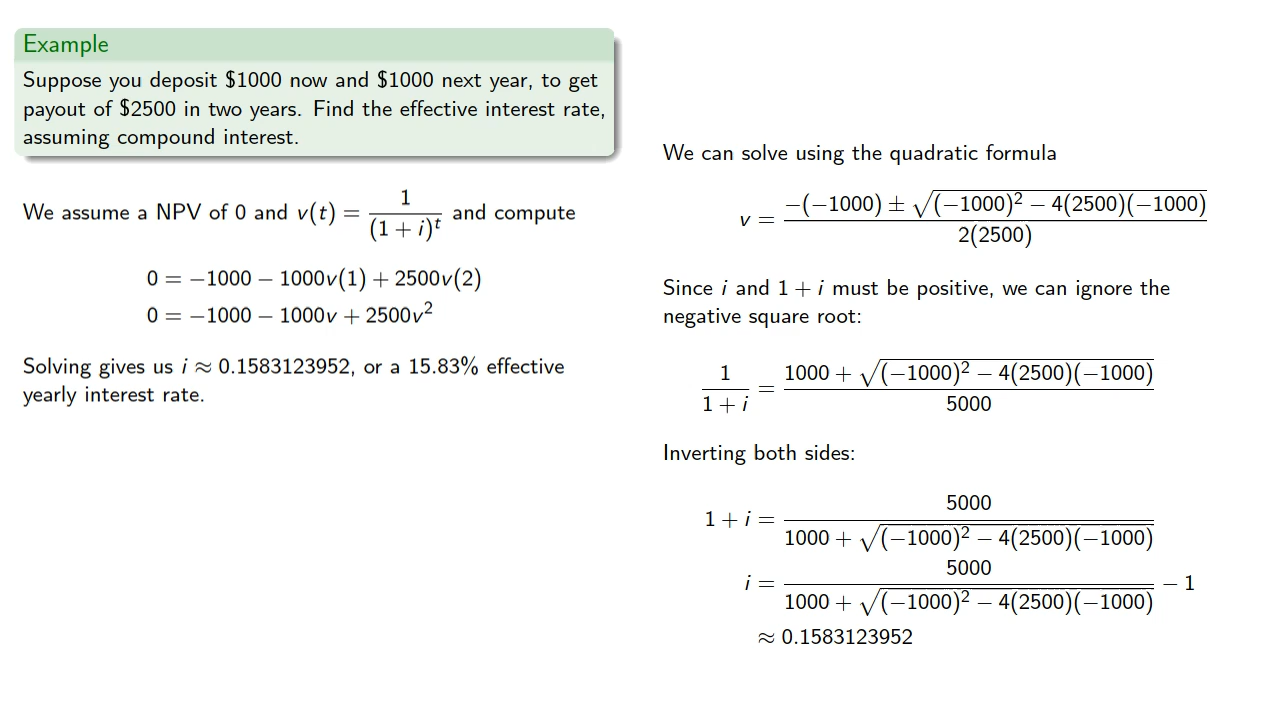 Example
Suppose you deposit $1000 now and $1000 next year, to get
payout of $2500 in two years. Find the effective interest rate,
assuming compound interest.
We assume a NPV of 0 and v(t) = 1/(1 + i)^t and compute
0 = −1000 − 1000v(1) + 2500v(2)
0 = −1000 − 1000v + 2500v²
Solving gives us i ≈ 0.1583123952, or a 15.83% effective
yearly interest rate.
We can solve using the quadratic formula
v = (−(−1000) ± √((−1000)² − 4(2500)(−1000)))/(2(2500))
Since i and 1 + i must be positive, we can ignore the
negative square root:
1/(1 + i) = (1000 + √((−1000)² − 4(2500)(−1000)))/5000
Inverting both sides:
1 + i = 5000/(1000 + √((−1000)² − 4(2500)(−1000)))
i = 5000/(1000 + √((−1000)² − 4(2500)(−1000))) − 1
≈ 0.1583123952